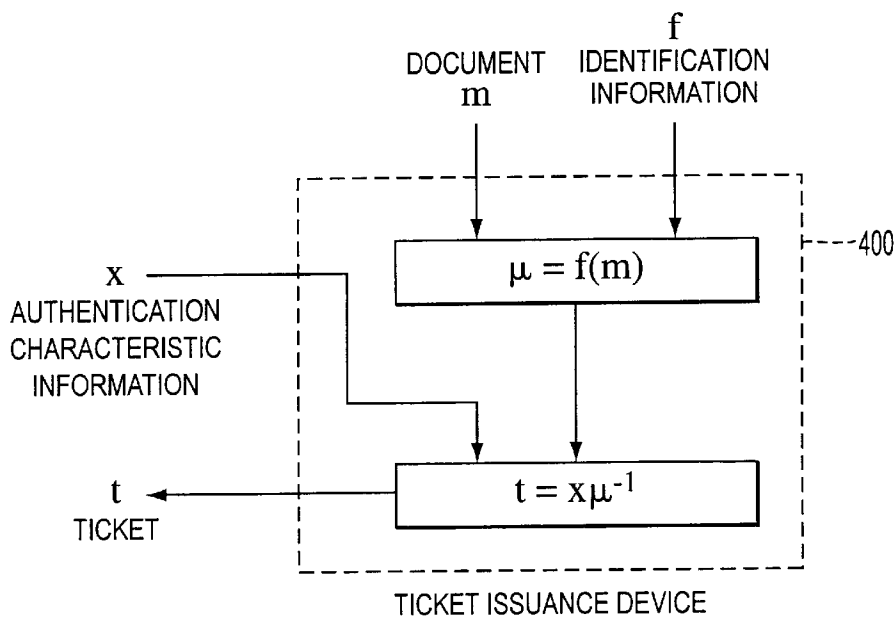 DOCUMENT
m
f
IDENTIFICATION
INFORMATION
μ = f(m)
400
x
AUTHENTICATION
CHARACTERISTIC
INFORMATION
t = xμ⁻¹
t
TICKET
TICKET ISSUANCE DEVICE